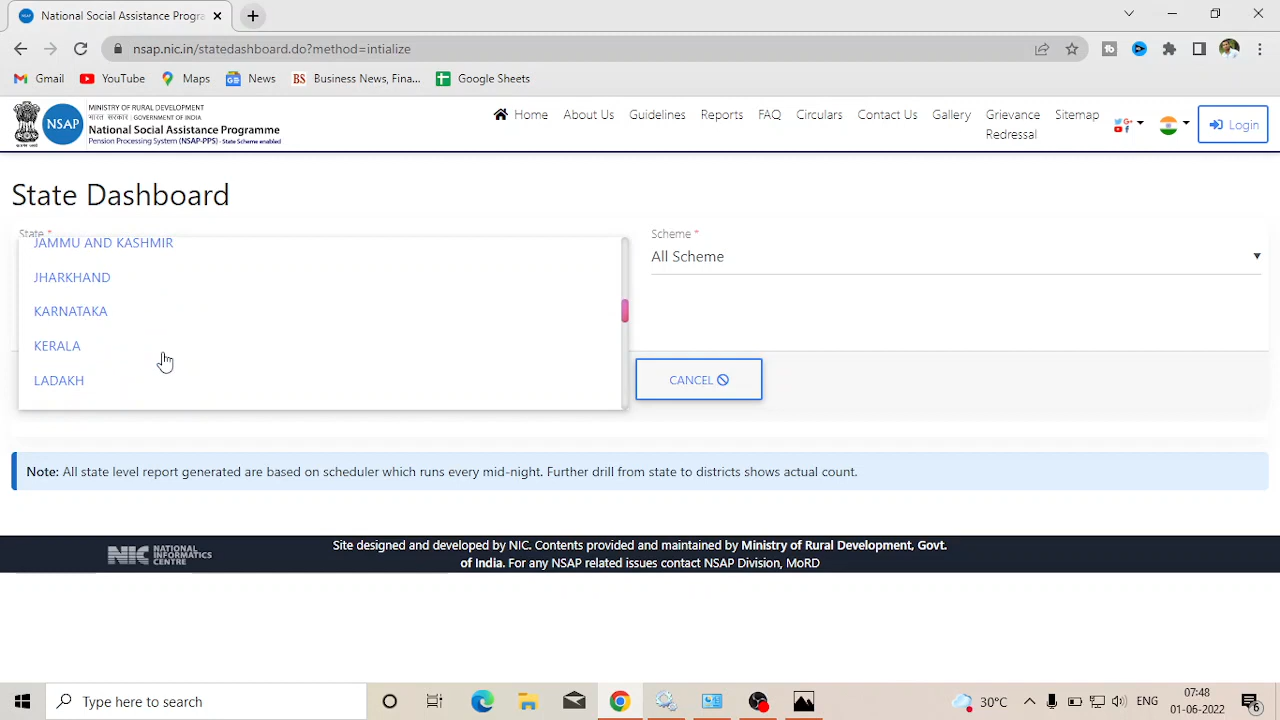 National Social Assistance Progra
nsap.nic.in/statedashboard.do?method=intialize
Gmail
YouTube
Maps
News
BS Business News, Fina...
Google Sheets
NSAP
MINISTRY OF RURAL DEVELOPMENT
भारत सरकार : GOVERNMENT OF INDIA
National Social Assistance Programme
Pension Processing System (NSAP-PPS) - State Scheme enabled
Home
About Us
Guidelines
Reports
FAQ
Circulars
Contact Us
Gallery
Grievance
Redressal
Sitemap
Login
State Dashboard
State *
Scheme *
JAMMU AND KASHMIR
All Scheme
JHARKHAND
KARNATAKA
KERALA
LADAKH
CANCEL
Note: All state level report generated are based on scheduler which runs every mid-night. Further drill from state to districts shows actual count.
NIC NATIONAL
INFORMATICS
CENTRE
Site designed and developed by NIC. Contents provided and maintained by Ministry of Rural Development, Govt.
of India. For any NSAP related issues contact NSAP Division, MoRD
Type here to search
30°C
ENG
07:48
01-06-2022
6